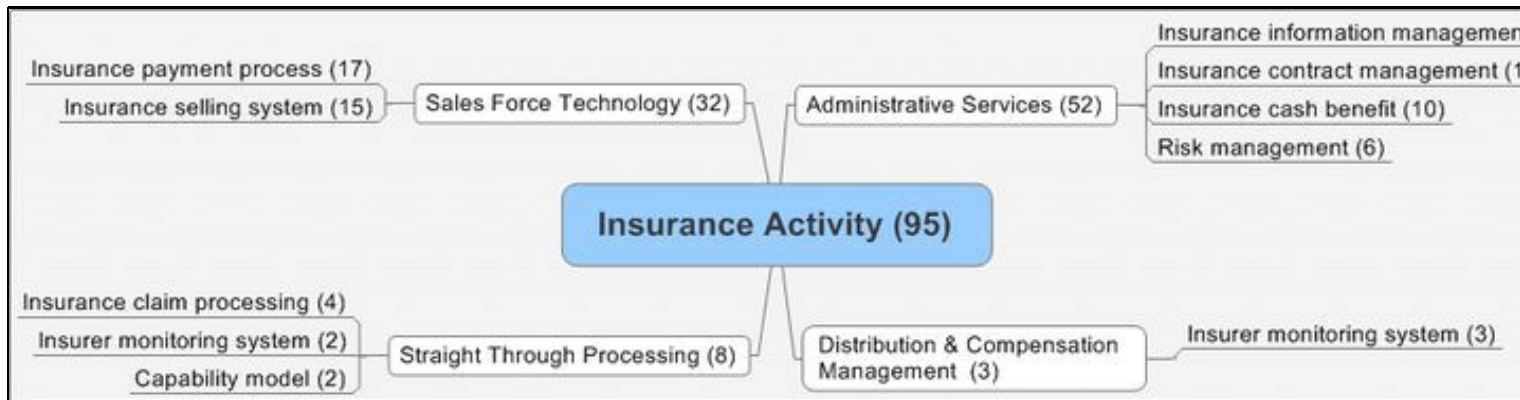 Insurance payment process (17)
Insurance selling system (15)
Sales Force Technology (32)
Administrative Services (52)
Insurance information
Insurance contract management
Insurance cash benefit (10)
Risk management (6)
Insurance Activity (95)
Insurance claim processing (4)
Insurer monitoring system (2)
Capability model (2)
Straight Through Processing (8)
Distribution & Compensation
Management (3)
Insurer monitoring system (3)